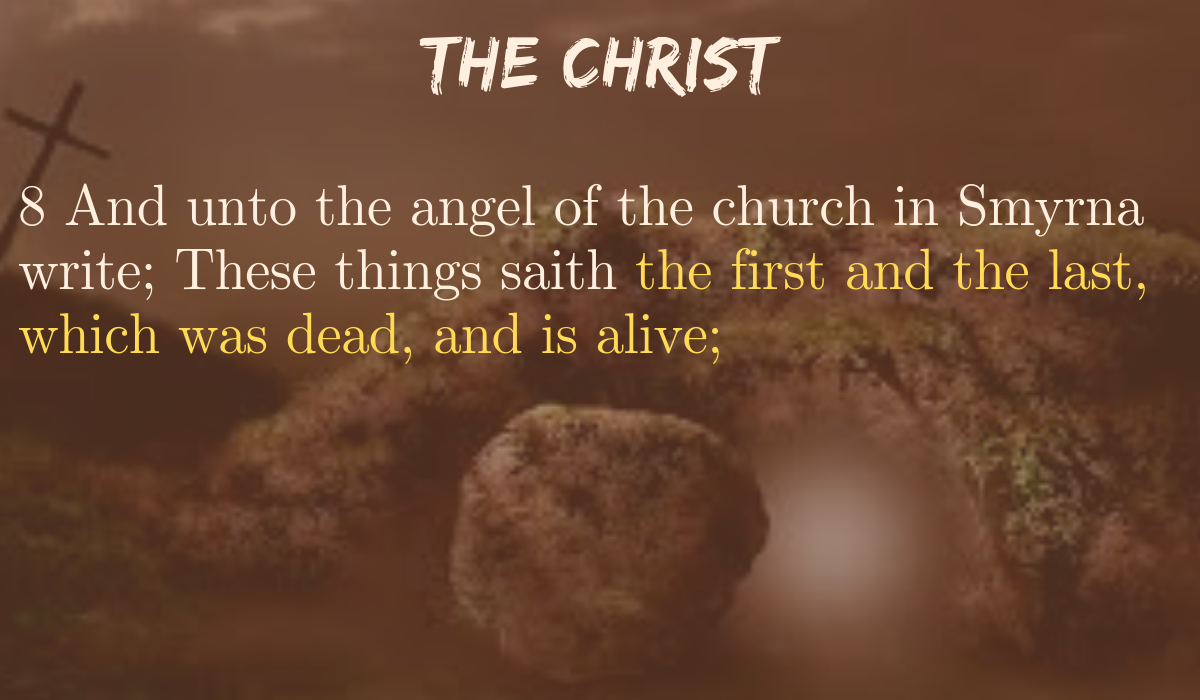 THE CHRIST
8 And unto the angel of the church in Smyrna
write; These things saith the first and the last,
which was dead, and is alive;